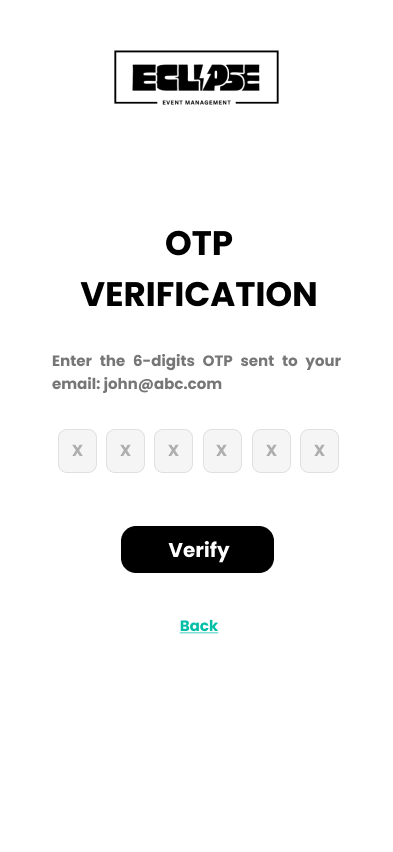 ECLIPSE
EVENT MANAGEMENT
OTP
VERIFICATION
Enter the 6-digits OTP sent to your
email: john@abc.com
X X X X X X
Verify
Back